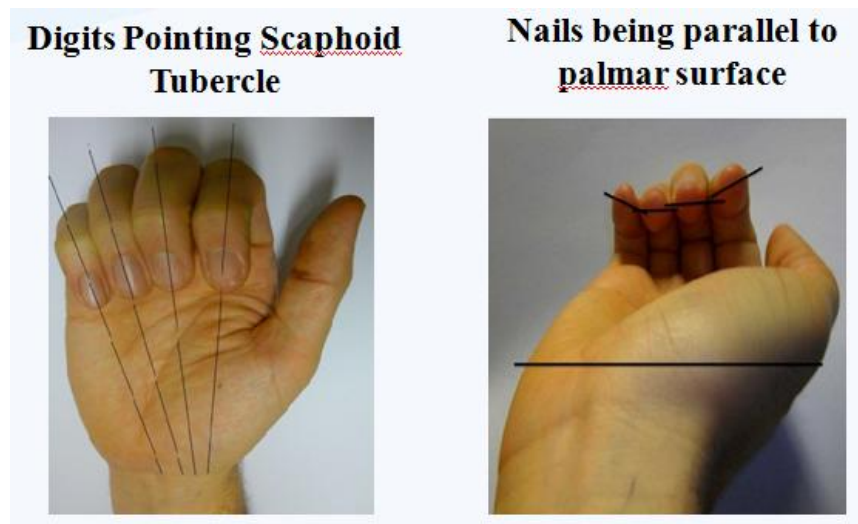 Digits Pointing Scaphoid
Tubercle
Nails being parallel to
palmar surface